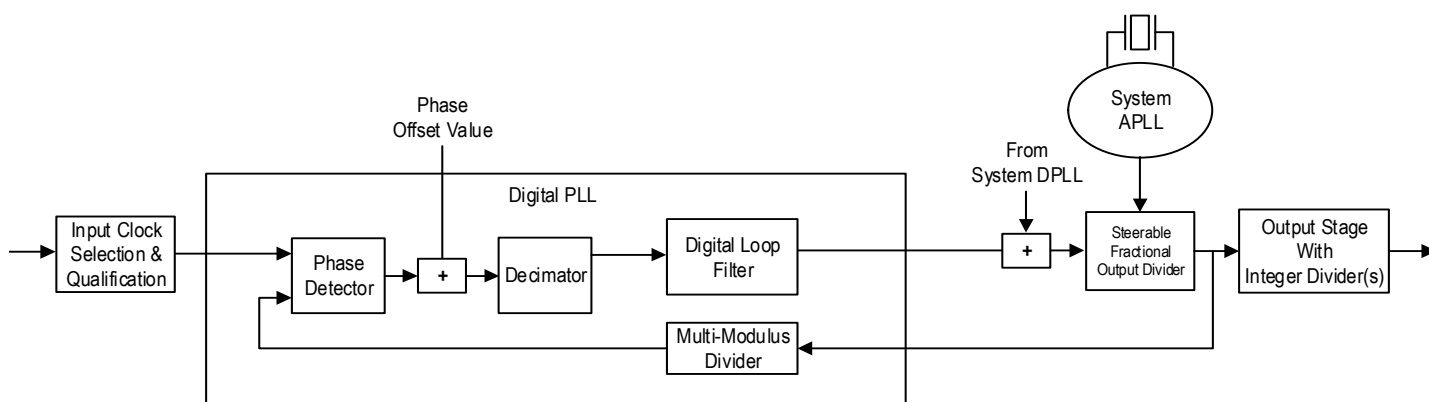 System
APLL
Phase
Offset Value
From
System DPLL
Digital PLL
Input Clock
Selection &
Qualification
Phase
Detector
+
Decimator
Digital Loop
Filter
+
Steerable
Fractional
Output Divider
Output Stage
With
Integer Divider(s)
Multi-Modulus
Divider